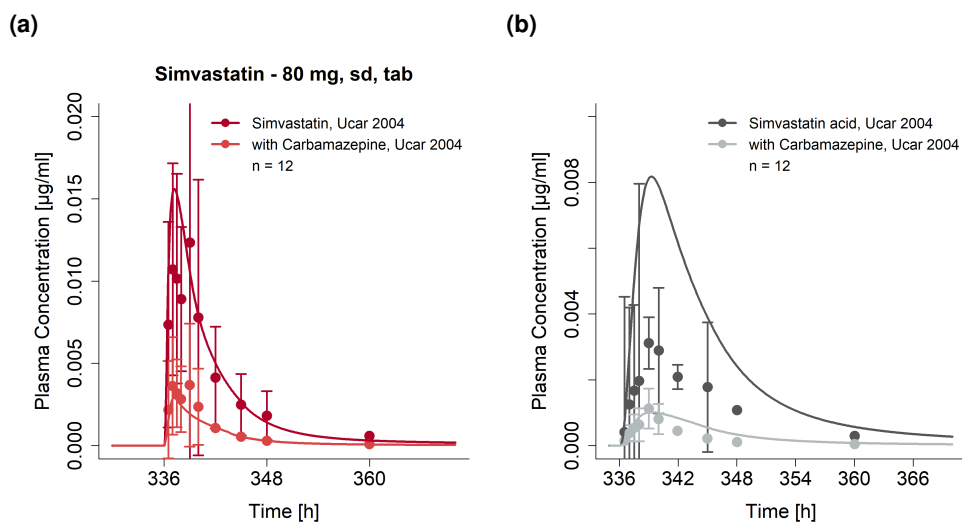 (a)
Simvastatin - 80 mg, sd, tab
Plasma Concentration [µg/ml]
0.020
0.015
0.010
0.005
0.000
Simvastatin, Ucar 2004
with Carbamazepine, Ucar 2004
n = 12
336
348
360
Time [h]
(b)
Plasma Concentration [µg/ml]
0.008
0.004
0.000
Simvastatin acid, Ucar 2004
with Carbamazepine, Ucar 2004
n = 12
336
342
348
354
360
366
Time [h]